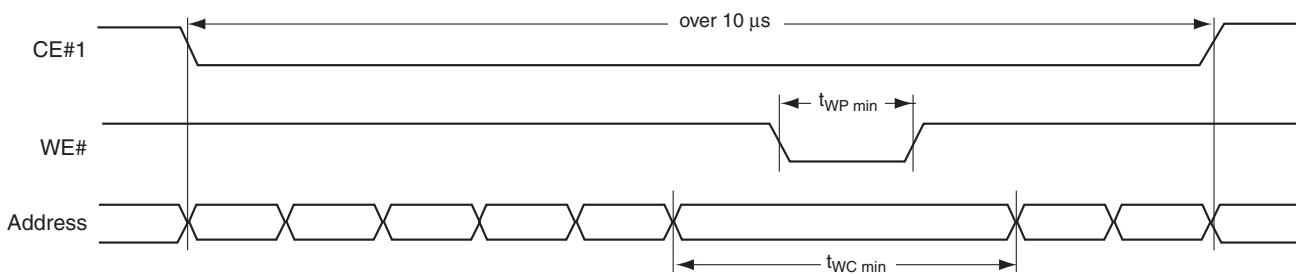 over 10 μs
CE#1
tWP min
WE#
Address
tWC min